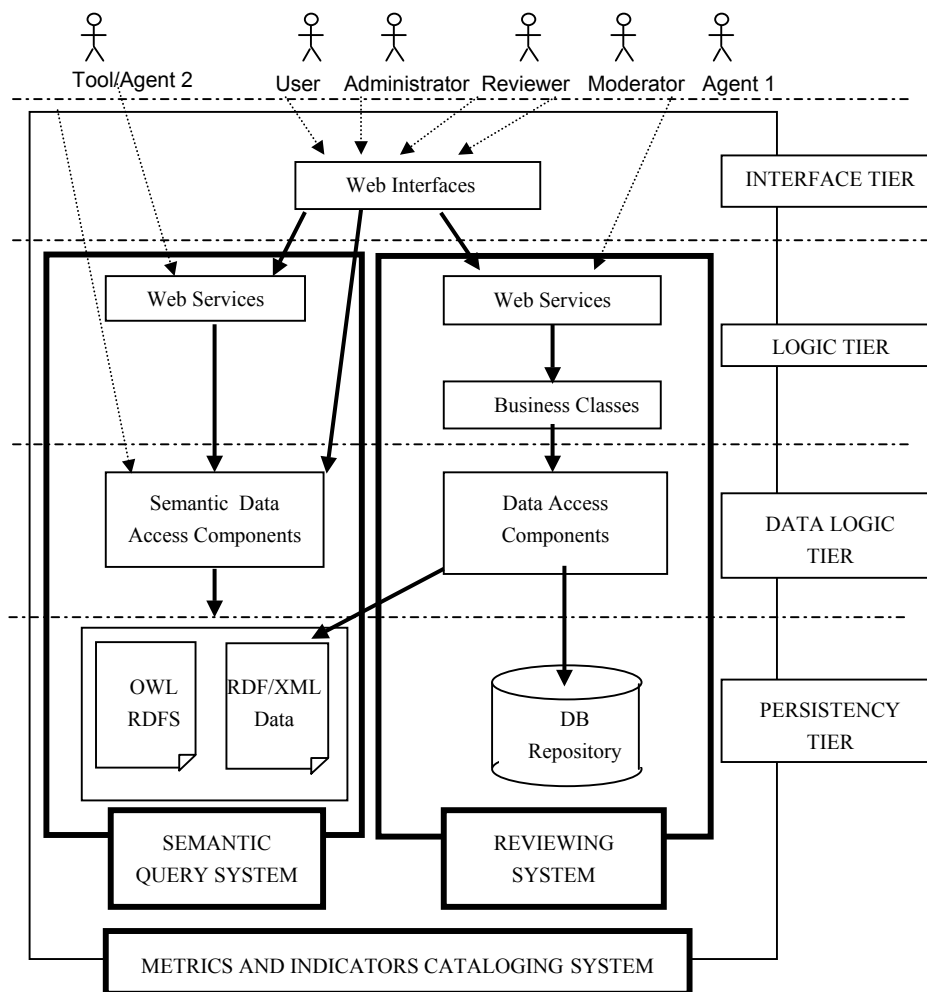 Tool/Agent 2
User
Administrator
Reviewer
Moderator
Agent 1
Web Interfaces
INTERFACE TIER
Web Services
Web Services
LOGIC TIER
Business Classes
Semantic Data
Access Components
Data Access
Components
DATA LOGIC
TIER
OWL
RDFS
RDF/XML
Data
DB
Repository
PERSISTENCY
TIER
SEMANTIC
QUERY SYSTEM
REVIEWING
SYSTEM
METRICS AND INDICATORS CATALOGING SYSTEM